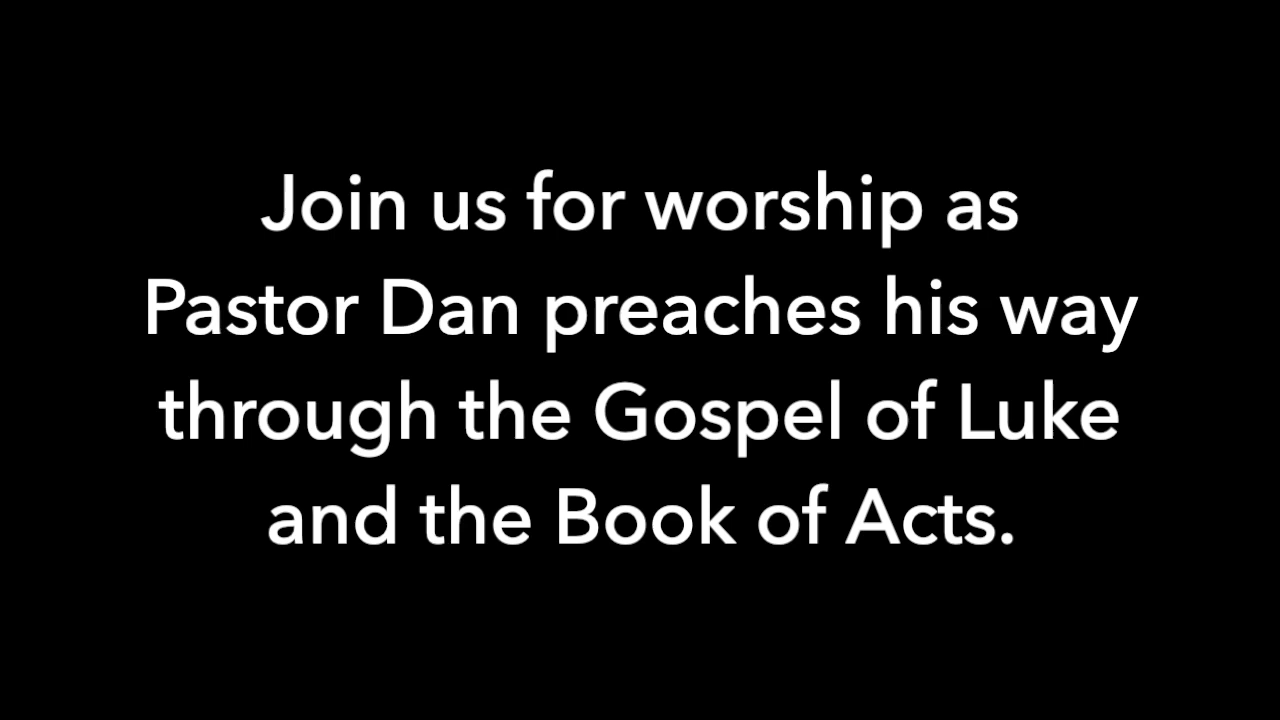 Join us for worship as
Pastor Dan preaches his way
through the Gospel of Luke
and the Book of Acts.